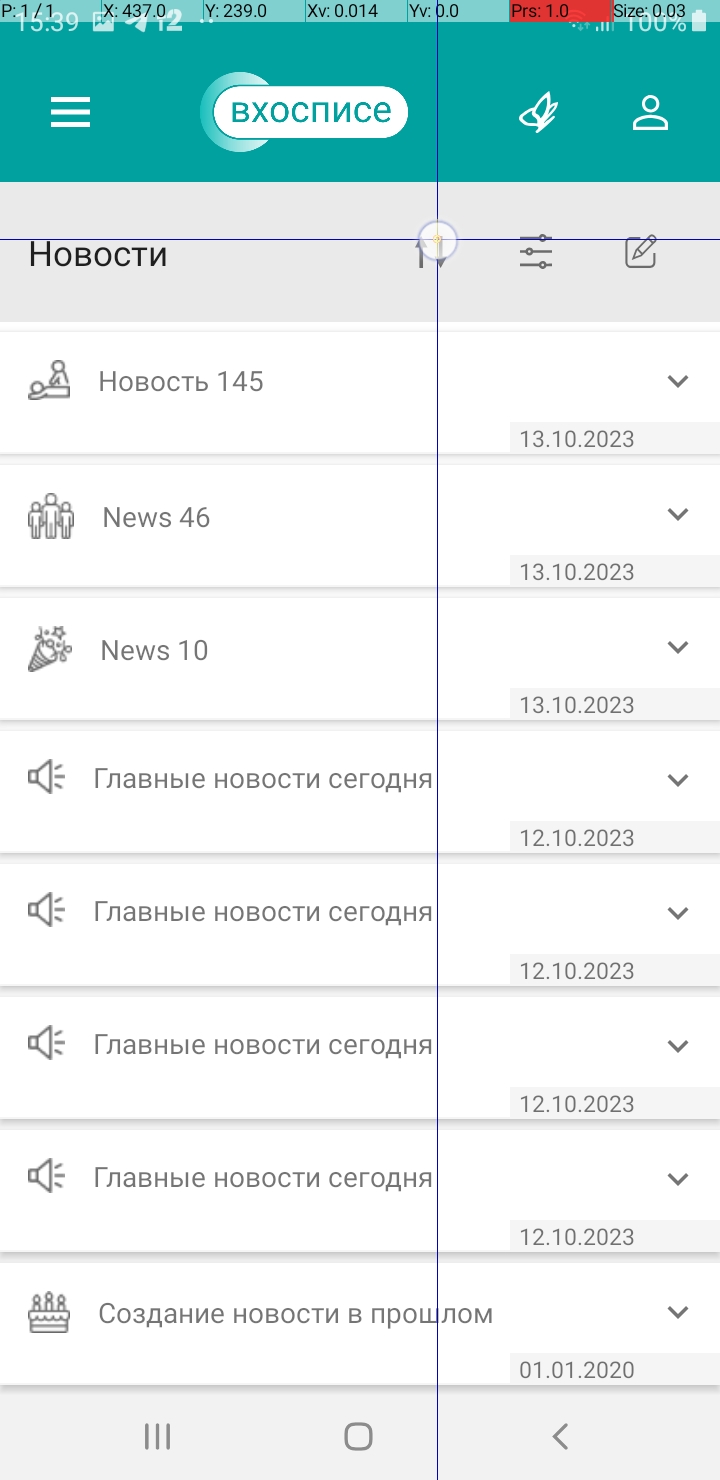 P: 1 / 1 X: 437.0 Y: 239.0 Xv: 0.014 Yv: 0.0 Prs: 1.0 Size: 0.03
15:39 12 100%
вхосписе
Новости
Новость 145
13.10.2023
News 46
13.10.2023
News 10
13.10.2023
Главные новости сегодня
12.10.2023
Главные новости сегодня
12.10.2023
Главные новости сегодня
12.10.2023
Главные новости сегодня
12.10.2023
Создание новости в прошлом
01.01.2020